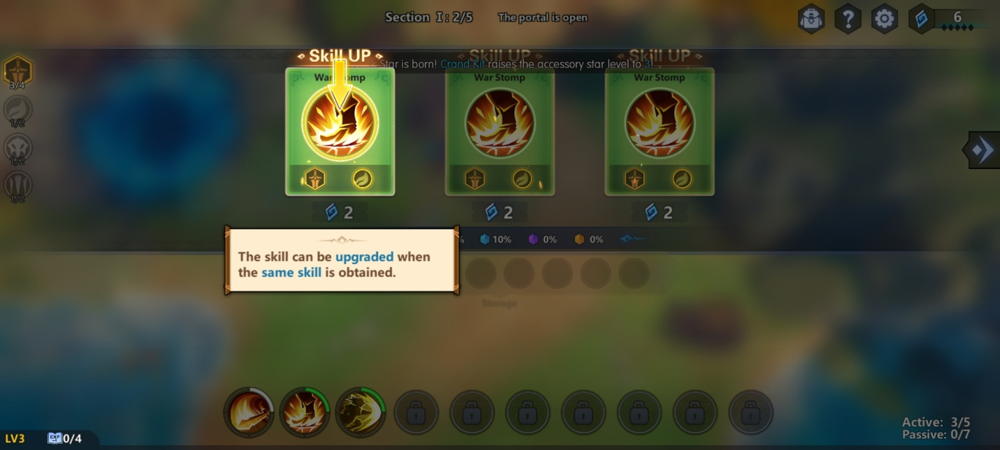 Section I : 2/5
The portal is open
6
Skill UP
Skill UP
Skill UP
Star is born! Crand Kit raises the accessory star level to 3!
War Stomp
War Stomp
War Stomp
3/4
1/2
1/2
1/2
2
2
2
10%
0%
0%
The skill can be upgraded when
the same skill is obtained.
Storage
Active: 3/5
Passive: 0/7
LV3
EXP
0/4